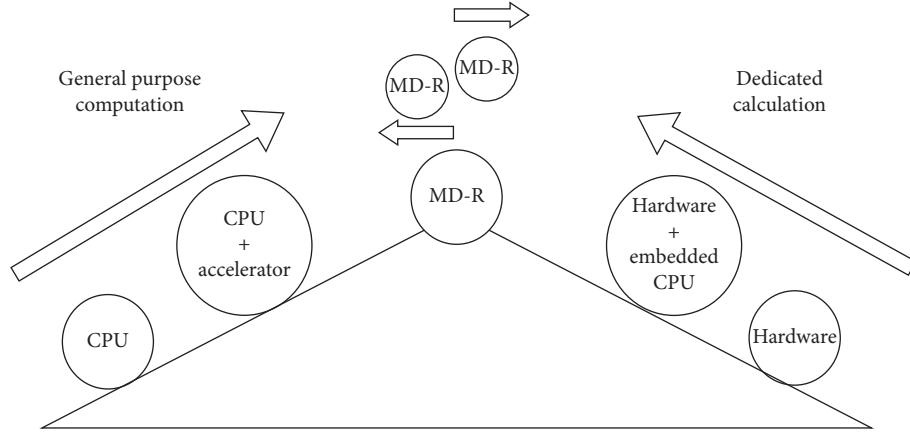 General purpose
computation
MD-R
MD-R
Dedicated
calculation
MD-R
CPU
+
accelerator
Hardware
+
embedded
CPU
CPU
Hardware